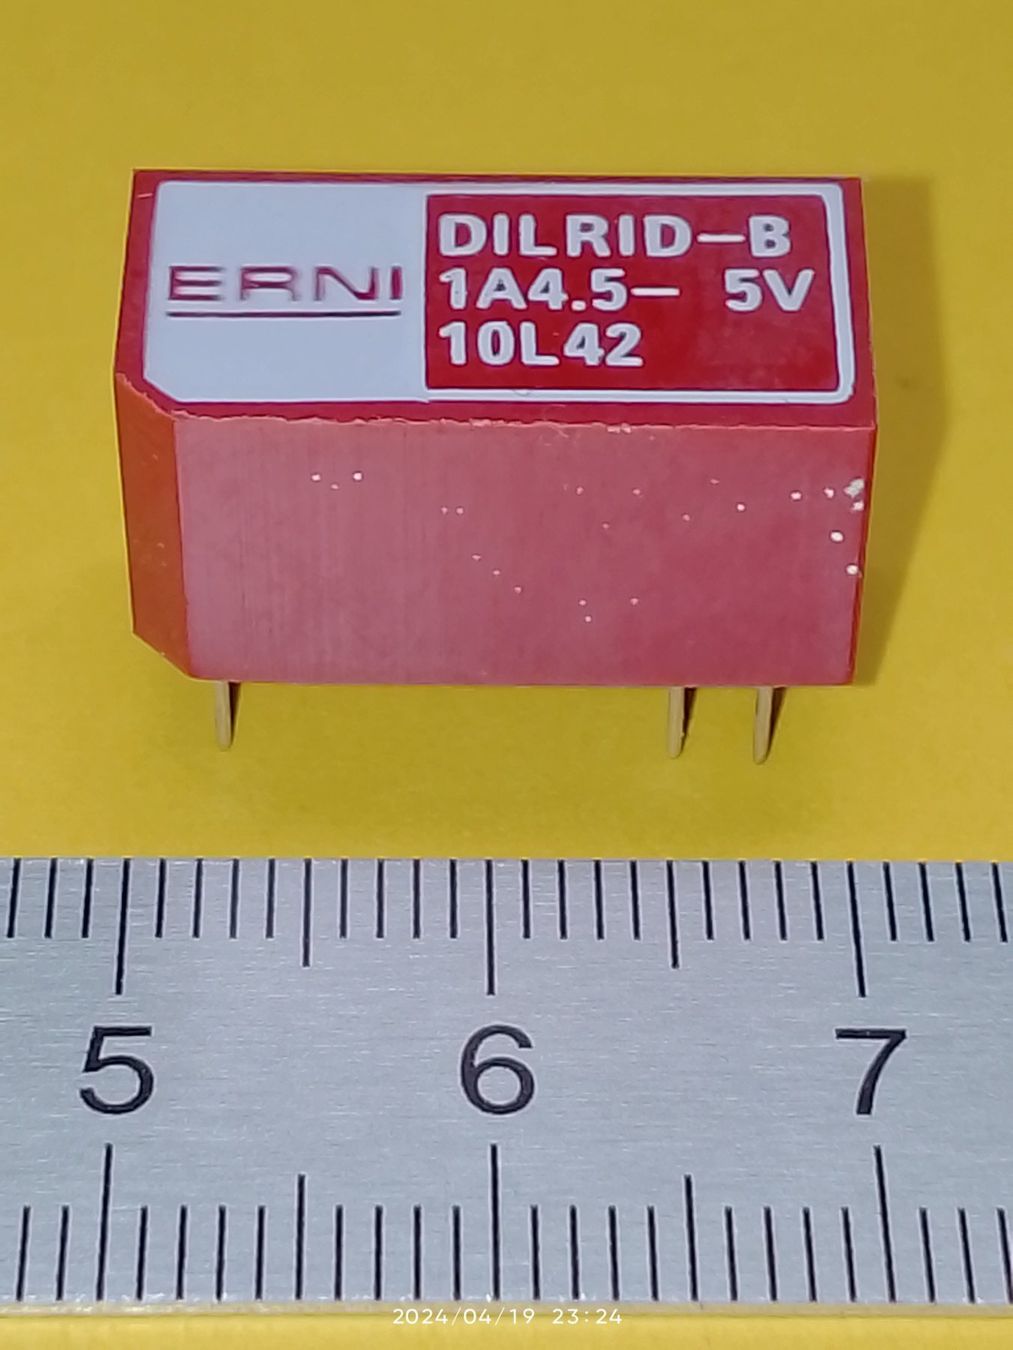 ERNI
DILRID-B
1A4.5- 5V
10L42
5 6 7
2024/04/19 23:24